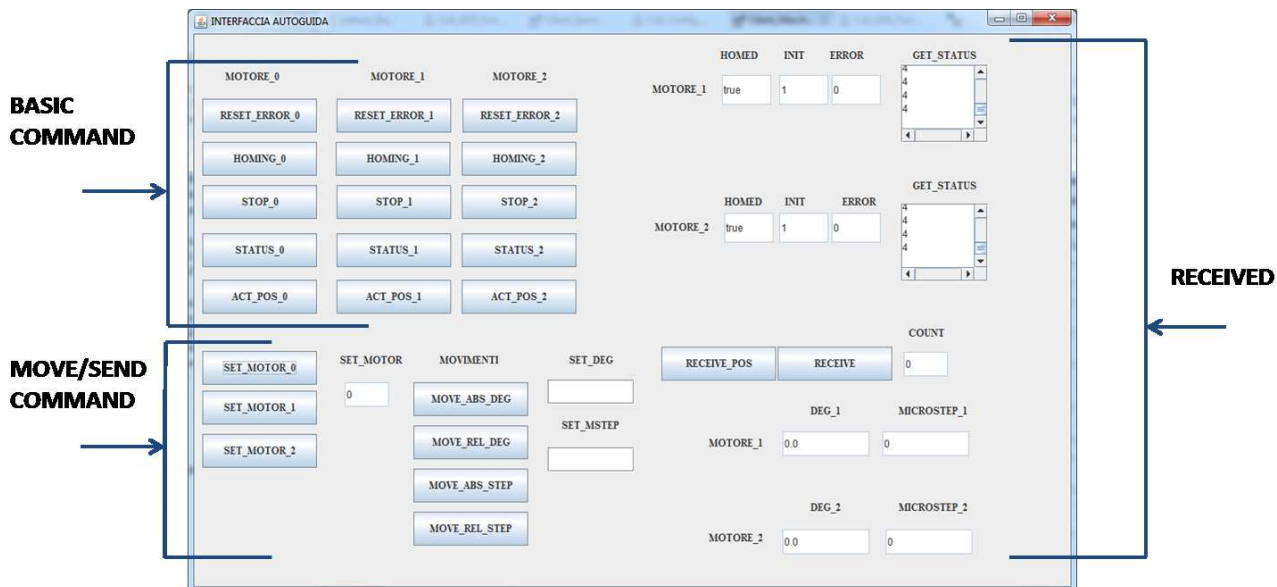 INTERFACCIA AUTOGUIDA
BASIC
COMMAND
MOTORE_0 MOTORE_1 MOTORE_2
RESET_ERROR_0 RESET_ERROR_1 RESET_ERROR_2
HOMING_0 HOMING_1 HOMING_2
STOP_0 STOP_1 STOP_2
STATUS_0 STATUS_1 STATUS_2
ACT_POS_0 ACT_POS_1 ACT_POS_2
MOVE/SEND
COMMAND
SET_MOTOR_0
SET_MOTOR_1
SET_MOTOR_2
SET_MOTOR
0
MOVIMENTI
MOVE_ABS_DEG
MOVE_REL_DEG
MOVE_ABS_STEP
MOVE_REL_STEP
SET_DEG
SET_MSTEP
HOMED INIT ERROR GET_STATUS
MOTORE_1 true 1 0
4
4
4
4
GET_STATUS
HOMED INIT ERROR
MOTORE_2 true 1 0
4
4
4
4
COUNT
RECEIVE_POS RECEIVE 0
DEG_1 MICROSTEP_1
MOTORE_1 0.0 0
DEG_2 MICROSTEP_2
MOTORE_2 0.0 0
RECEIVED